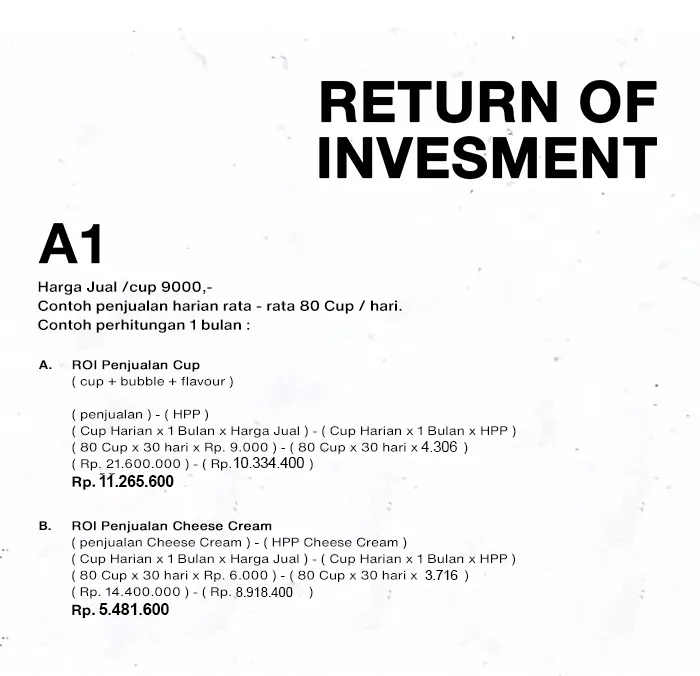 RETURN OF
INVESMENT
A1
Harga Jual /cup 9000,-
Contoh penjualan harian rata - rata 80 Cup / hari.
Contoh perhitungan 1 bulan :
A. ROI Penjualan Cup
( cup + bubble + flavour )
( penjualan ) - ( HPP )
( Cup Harian x 1 Bulan x Harga Jual ) - ( Cup Harian x 1 Bulan x HPP )
( 80 Cup x 30 hari x Rp. 9.000 ) - ( 80 Cup x 30 hari x 4.306 )
( Rp. 21.600.000 ) - ( Rp. 10.334.400 )
Rp. 11.265.600
B. ROI Penjualan Cheese Cream
( penjualan Cheese Cream ) - ( HPP Cheese Cream )
( Cup Harian x 1 Bulan x Harga Jual ) - ( Cup Harian x 1 Bulan x HPP )
( 80 Cup x 30 hari x Rp. 6.000 ) - ( 80 Cup x 30 hari x 3.716 )
( Rp. 14.400.000 ) - ( Rp. 8.918.400 )
Rp. 5.481.600